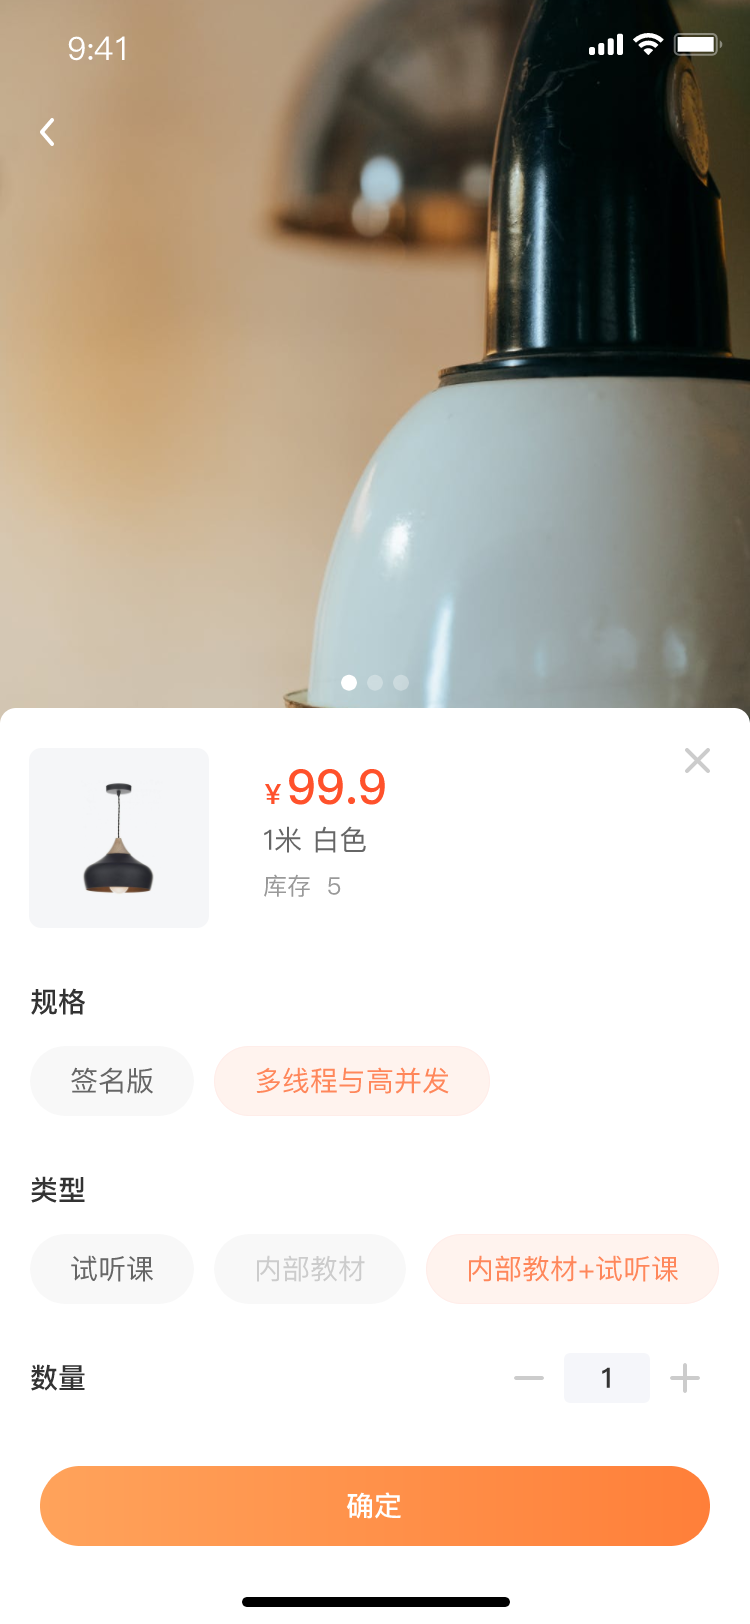 9:41
¥99.9
1米 白色
库存 5
规格
签名版 多线程与高并发
类型
试听课 内部教材 内部教材+试听课
数量 1
确定